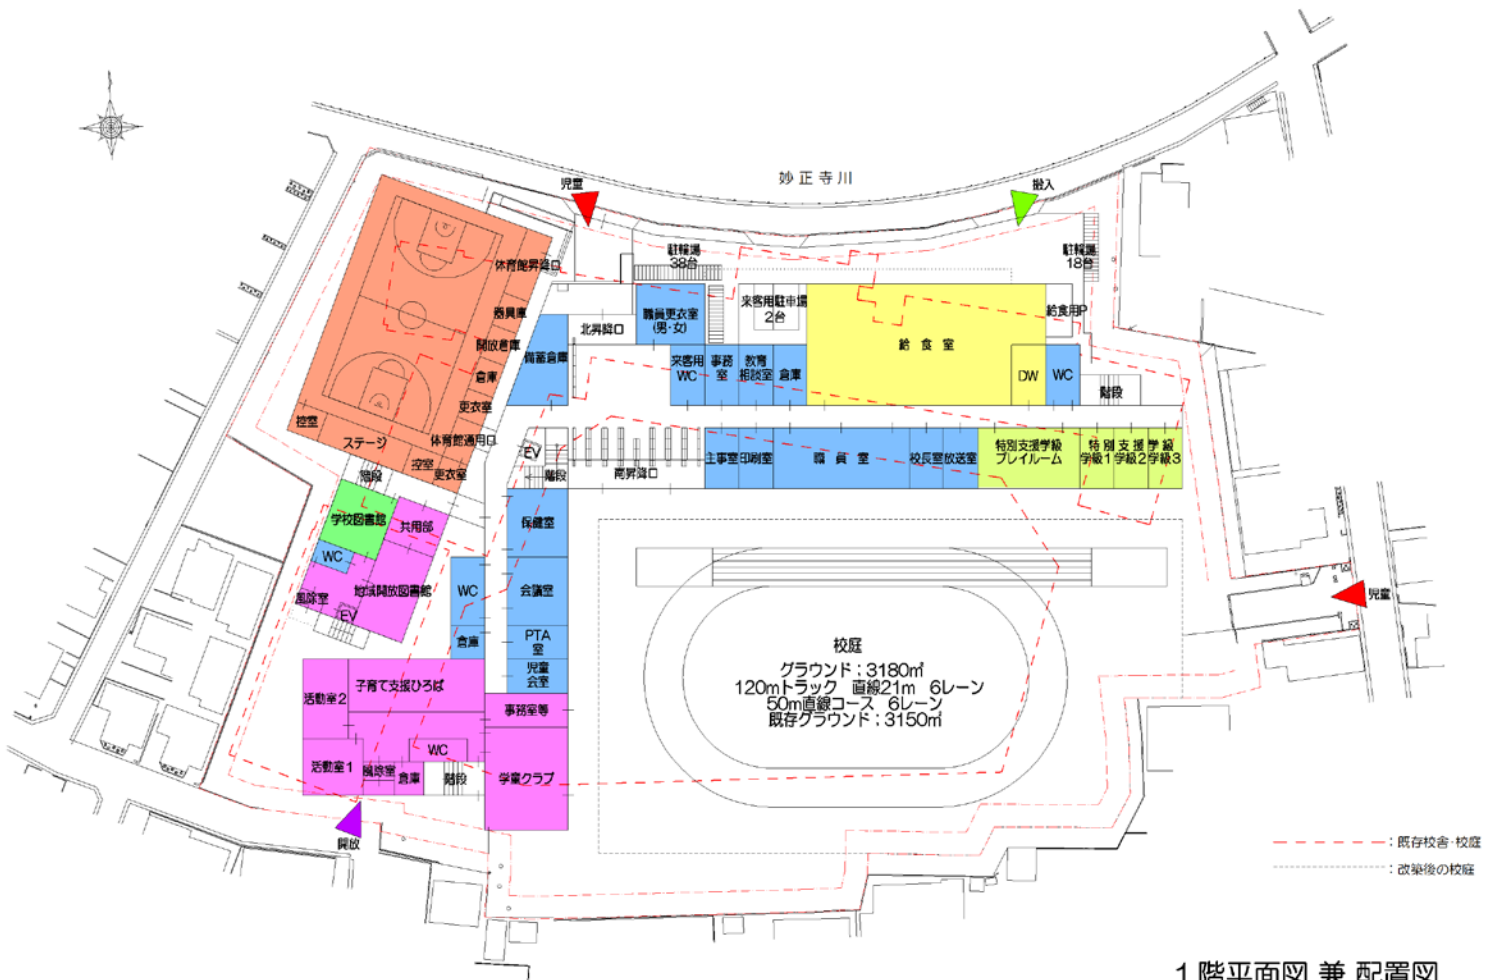 妙正寺川
児童
搬入
体育館昇降口
駐輪場
38台
駐輪場
18台
器具庫
開放倉庫
倉庫
更衣室
体育館通用口
控室
ステージ
控室
更衣室
階段
備蓄倉庫
北昇降口
職員更衣室
(男・女)
来客用駐車場
2台
給食用P
給 食 室
来客用
WC
事務
室
教育
相談室
倉庫
DW
WC
階段
EV
階段
南昇降口
主事室
印刷室
職 員 室
校長室
放送室
特別支援学級
プレイルーム
特 別 支 援 学 級
学級1
学級2
学級3
学校図書館
共用部
WC
地域開放図書館
風除室
EV
保健室
WC
会議室
倉庫
PTA
室
児童
会室
活動室2
子育て支援ひろば
事務室等
活動室1
風除室
倉庫
WC
階段
学童クラブ
開放
児童
校庭
グラウンド：3180㎡
120mトラック 直線21m 6レーン
50m直線コース 6レーン
既存グラウンド：3150㎡
：既存校舎・校庭
：改築後の校庭
1階平面図 兼 配置図